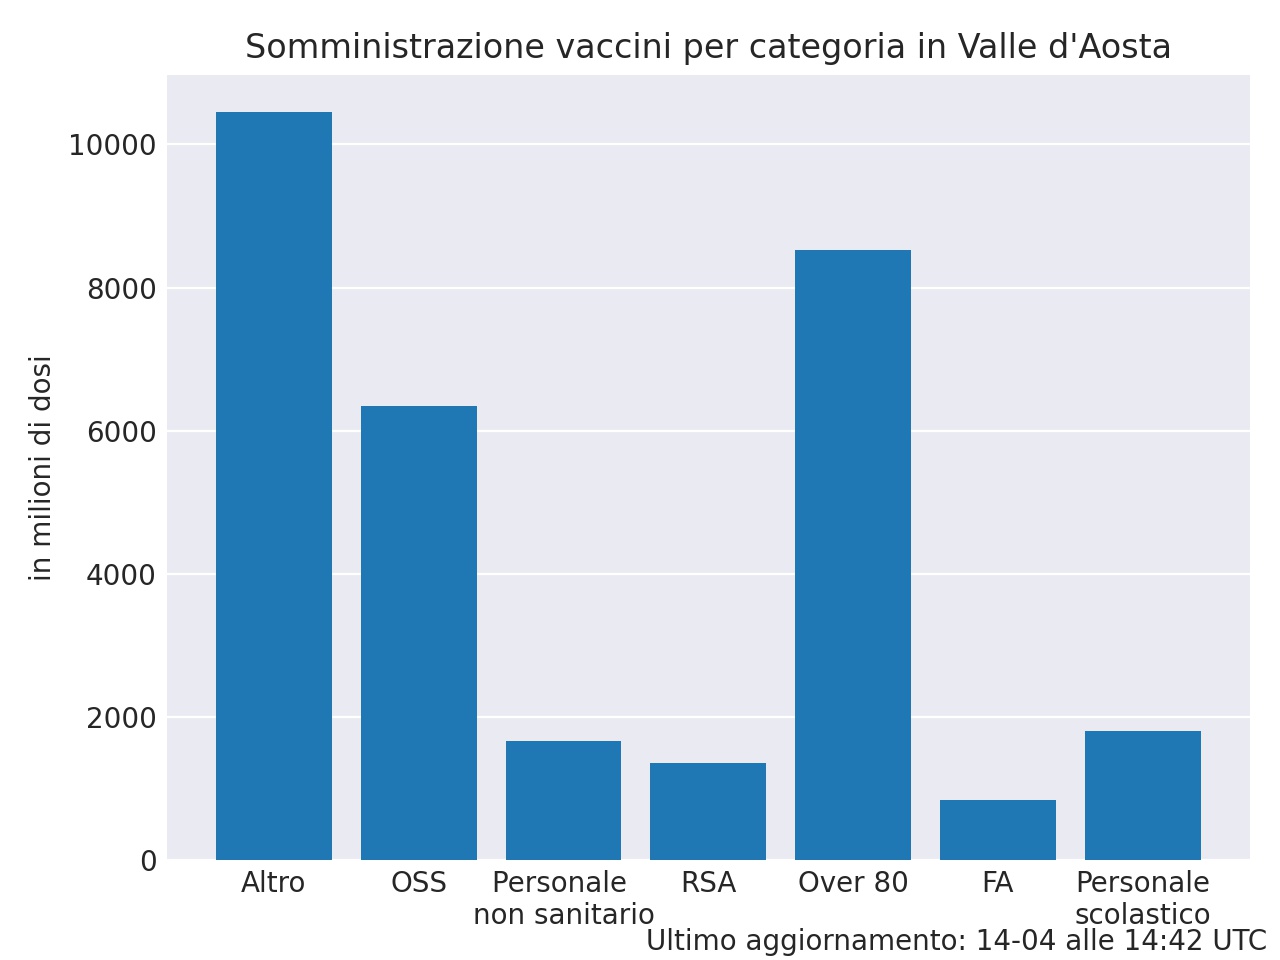 Somministrazione vaccini per categoria in Valle d'Aosta
in milioni di dosi
10000
8000
6000
4000
2000
0
Altro
OSS
Personale
non sanitario
RSA
Over 80
FA
Personale
scolastico
Ultimo aggiornamento: 14-04 alle 14:42 UTC